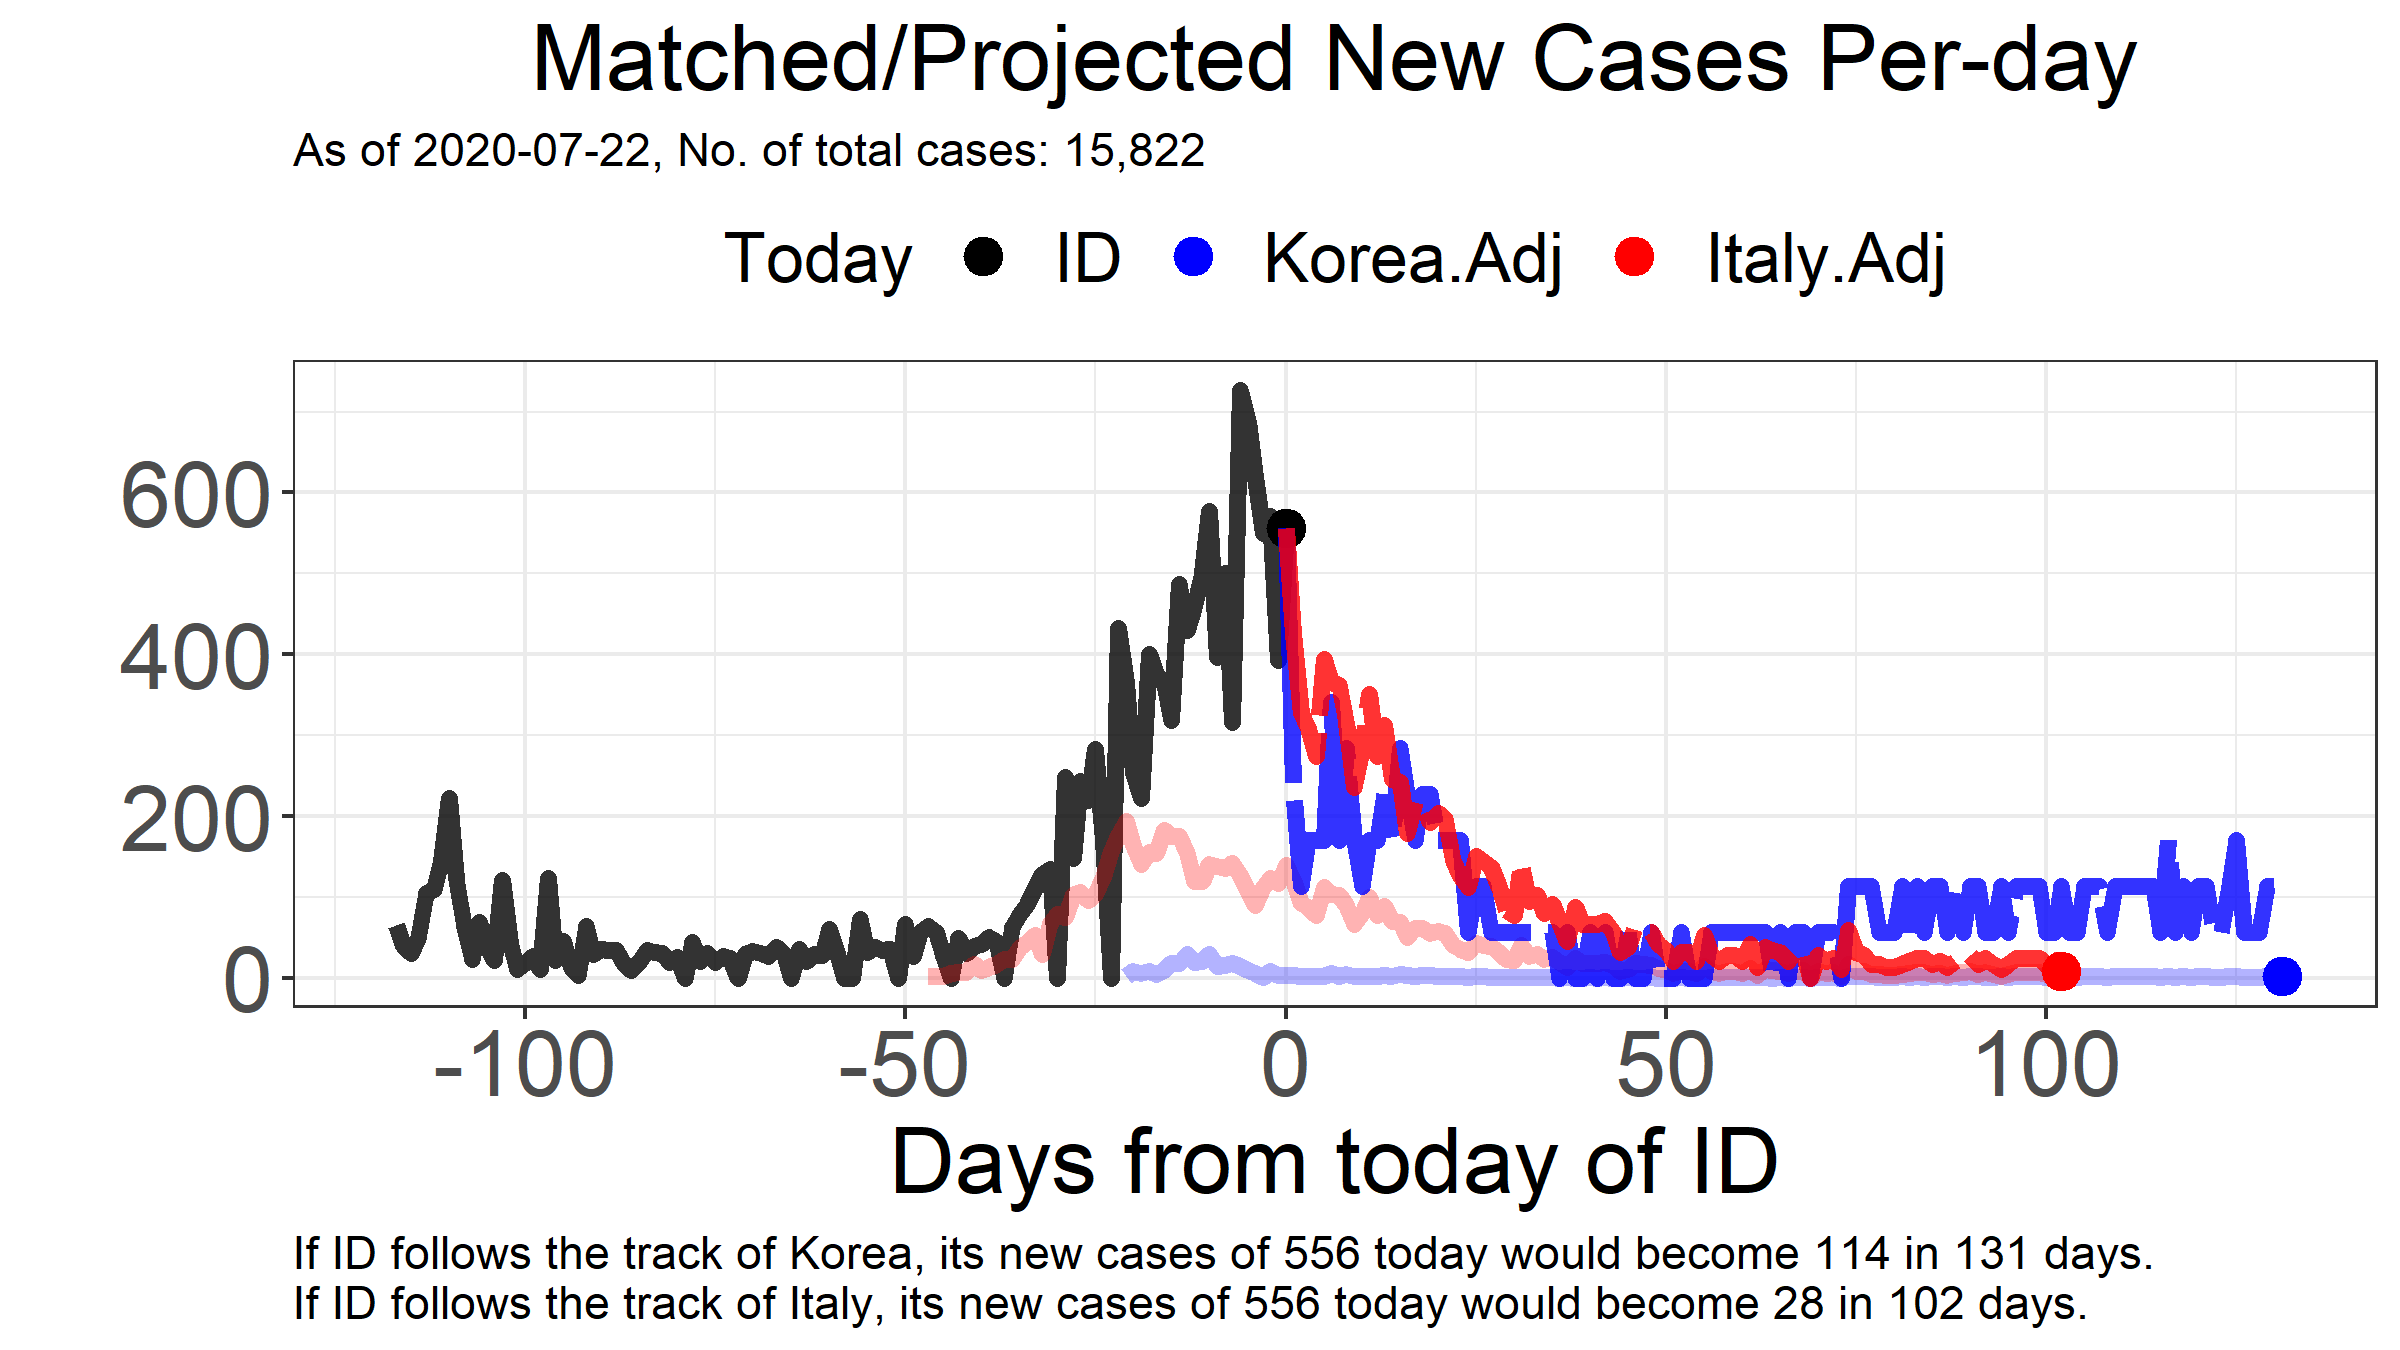 Matched/Projected New Cases Per-day
As of 2020-07-22, No. of total cases: 15,822
Today ID Korea.Adj Italy.Adj
600
400
200
0
-100 -50 0 50 100
Days from today of ID
If ID follows the track of Korea, its new cases of 556 today would become 114 in 131 days.
If ID follows the track of Italy, its new cases of 556 today would become 28 in 102 days.